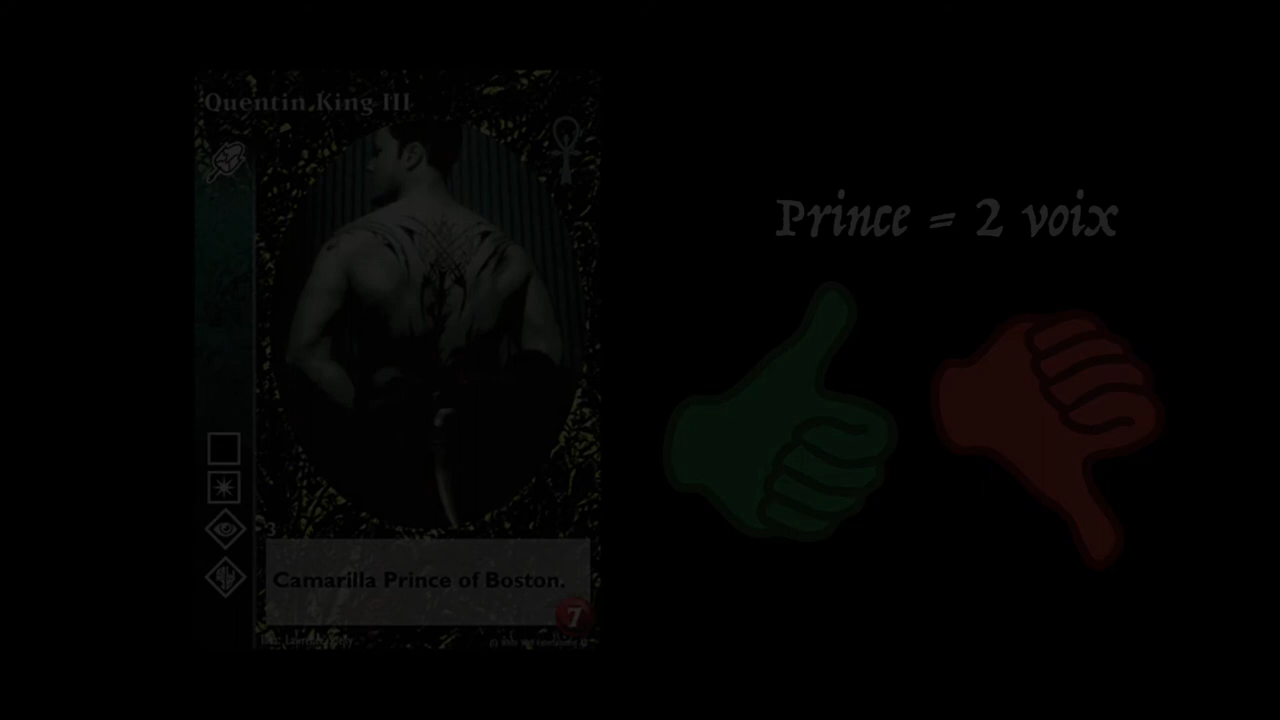 Quentin King III
Prince = 2 voix
3
Camarilla Prince of Boston.
7